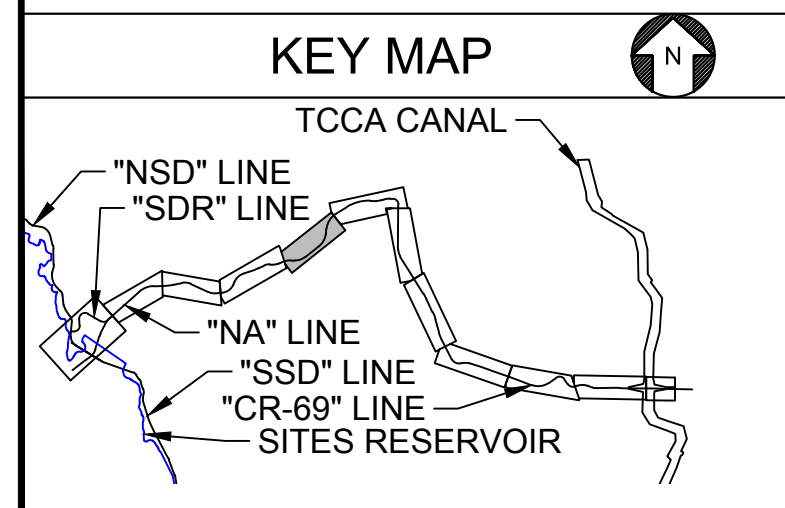 KEY MAP
N
TCCA CANAL
"NSD" LINE
"SDR" LINE
"NA" LINE
"SSD" LINE
"CR-69" LINE
SITES RESERVOIR